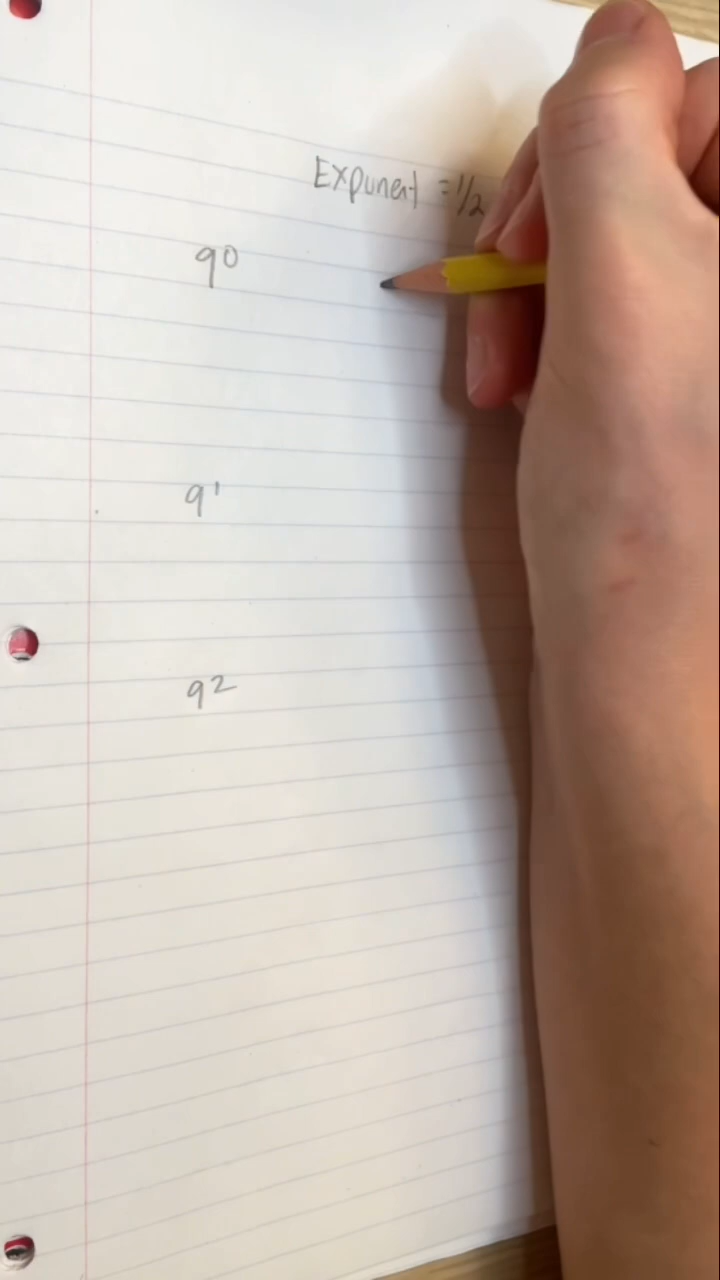 Exponent = 1/2
9⁰
9¹
9²